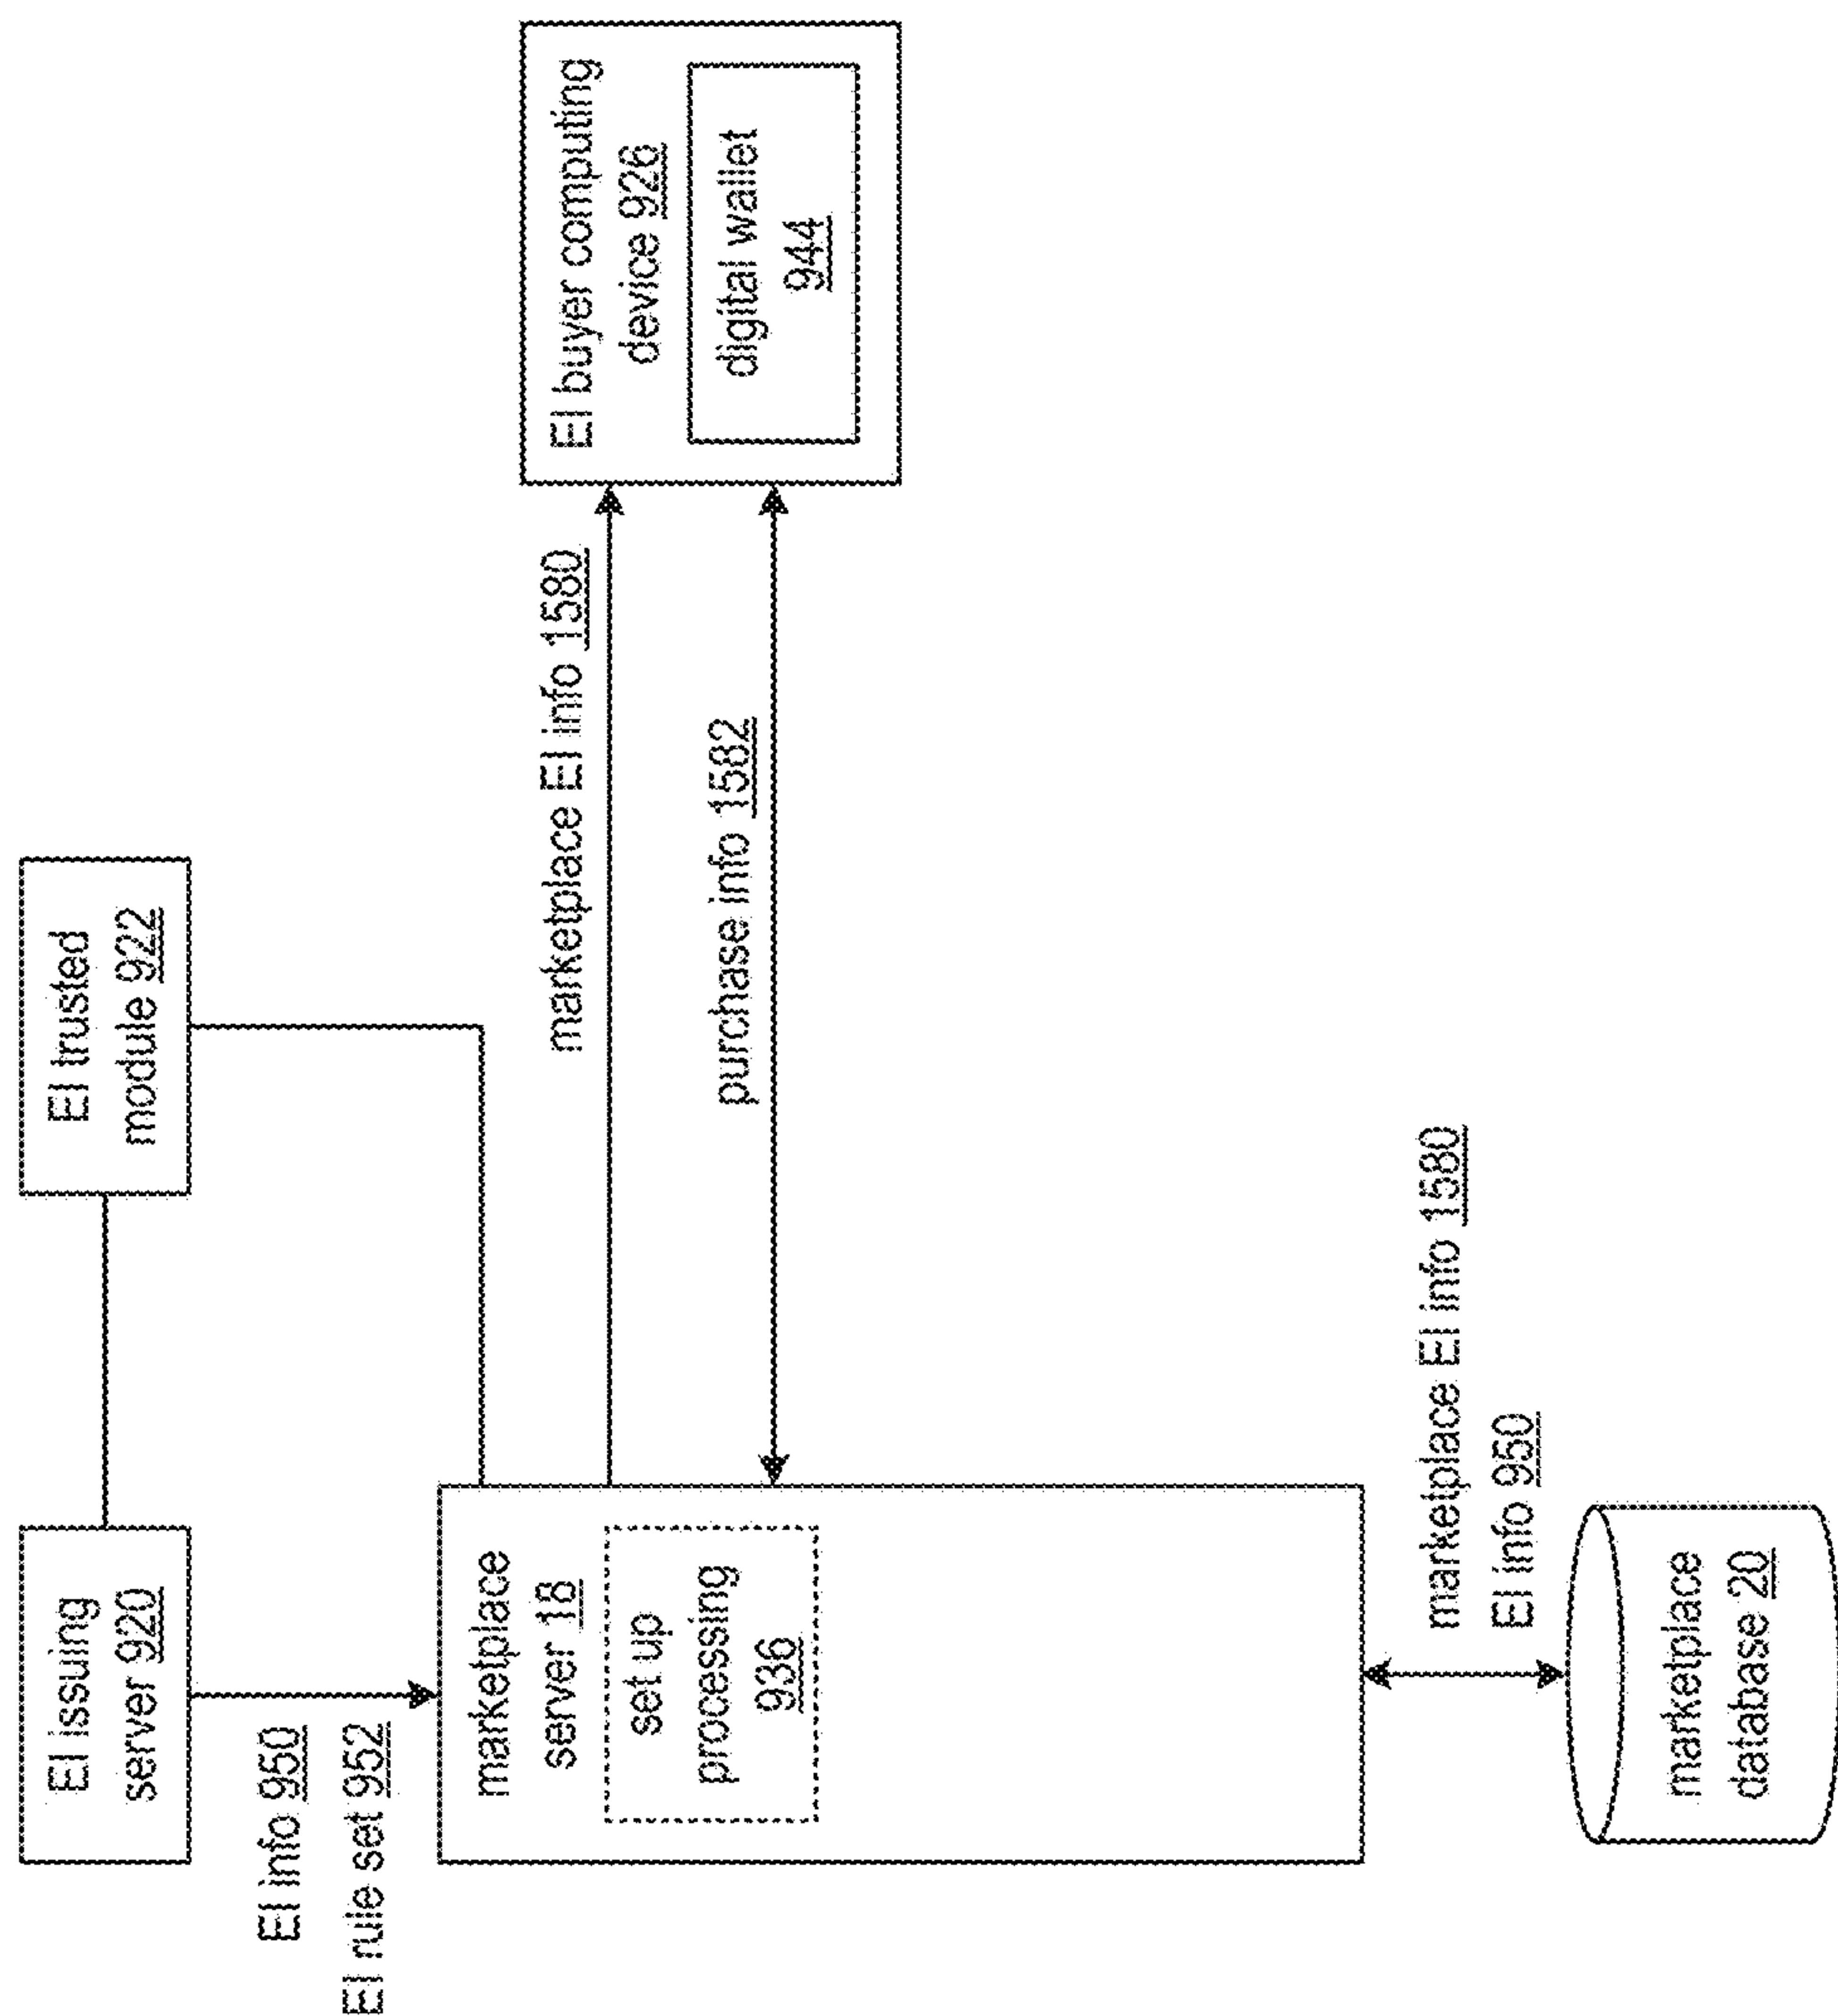 EI issuing
server 920
EI trusted
module 922
EI info 950
EI rule set 952
marketplace
server 18
set up
processing
936
marketplace EI info 1580
purchase info 1582
EI buyer computing
device 926
digital wallet
944
marketplace EI info 1580
EI info 950
marketplace
database 20